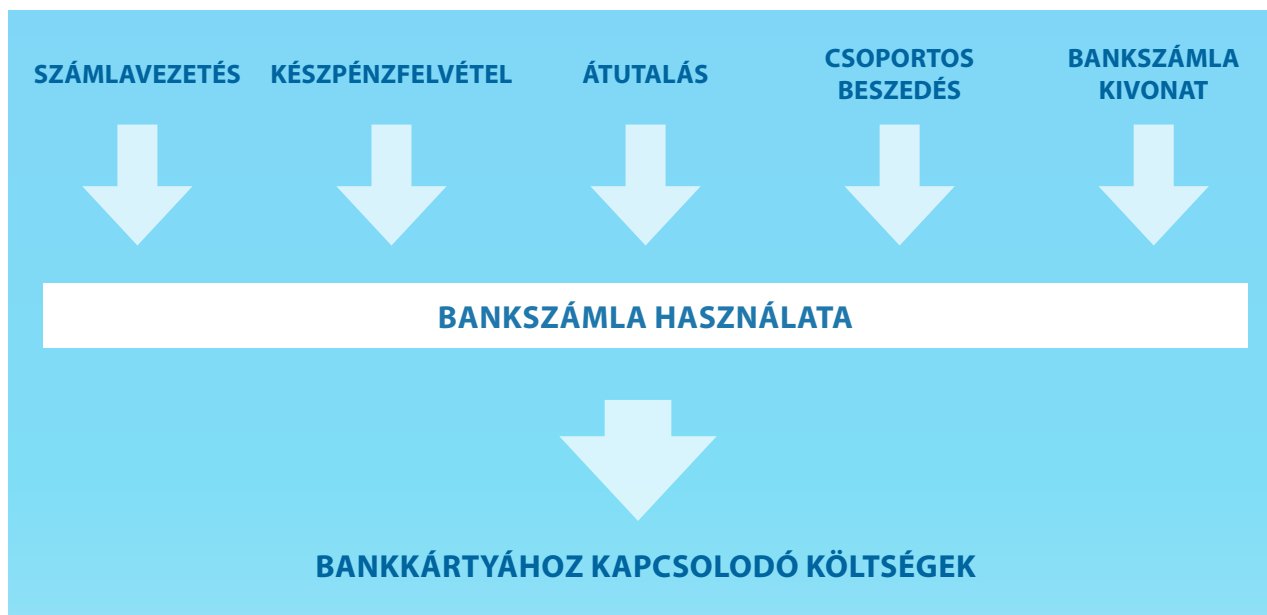 SZÁMLAVEZETÉS
KÉSZPÉNZFELVÉTEL
ÁTUTALÁS
CSOPORTOS
BESZEDÉS
BANKSZÁMLA
KIVONAT
BANKSZÁMLA HASZNÁLATA
BANKKÁRTYÁHOZ KAPCSOLODÓ KÖLTSÉGEK